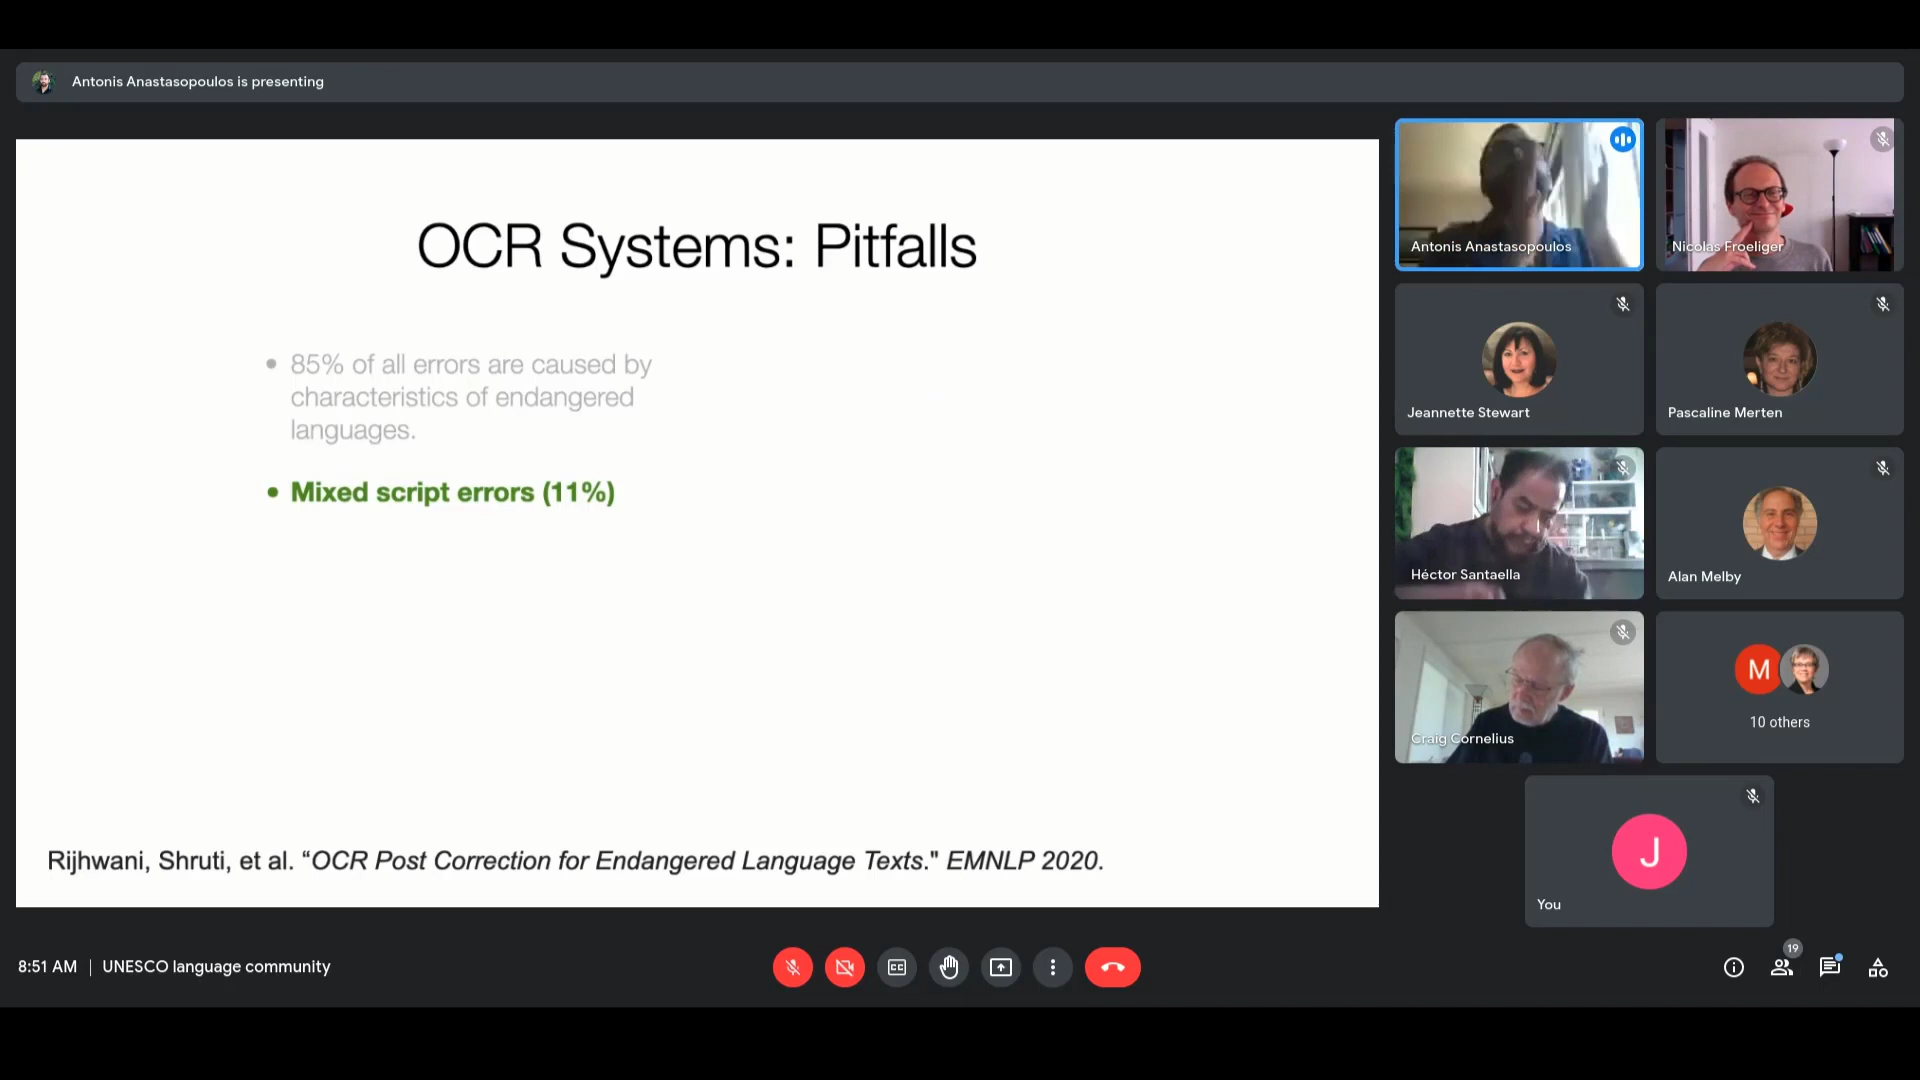 Antonis Anastasopoulos is presenting
OCR Systems: Pitfalls
• 85% of all errors are caused by
characteristics of endangered
languages.
• Mixed script errors (11%)
Rijhwani, Shruti, et al. “OCR Post Correction for Endangered Language Texts." EMNLP 2020.
Antonis Anastasopoulos
Nicolas Froeliger
Jeannette Stewart
Pascaline Merten
Héctor Santaella
Alan Melby
Craig Cornelius
M
10 others
J
You
8:51 AM | UNESCO language community
CC
19